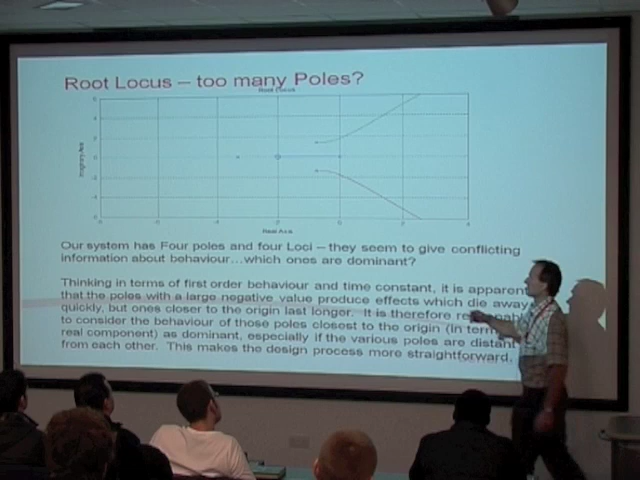 Root Locus – too many Poles?
Root Locus
Imaginary Axis
Real Axis
Our system has Four poles and four Loci – they seem to give conflicting
information about behaviour…which ones are dominant?
Thinking in terms of first order behaviour and time constant, it is apparent
that the poles with a large negative value produce effects which die away
quickly, but ones closer to the origin last longer. It is therefore
to consider the behaviour of those poles closest to the origin (in
real component) as dominant, especially if the various poles are distant
from each other. This makes the design process more straightforward.